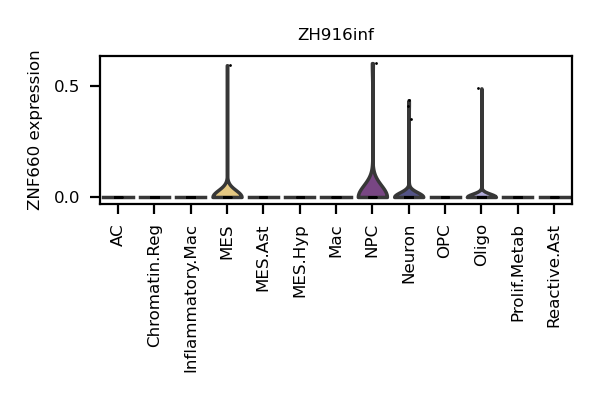 ZH916inf
ZNF660 expression
0.5
0.0
AC
Chromatin.Reg
Inflammatory.Mac
MES
MES.Ast
MES.Hyp
Mac
NPC
Neuron
OPC
Oligo
Prolif.Metab
Reactive.Ast